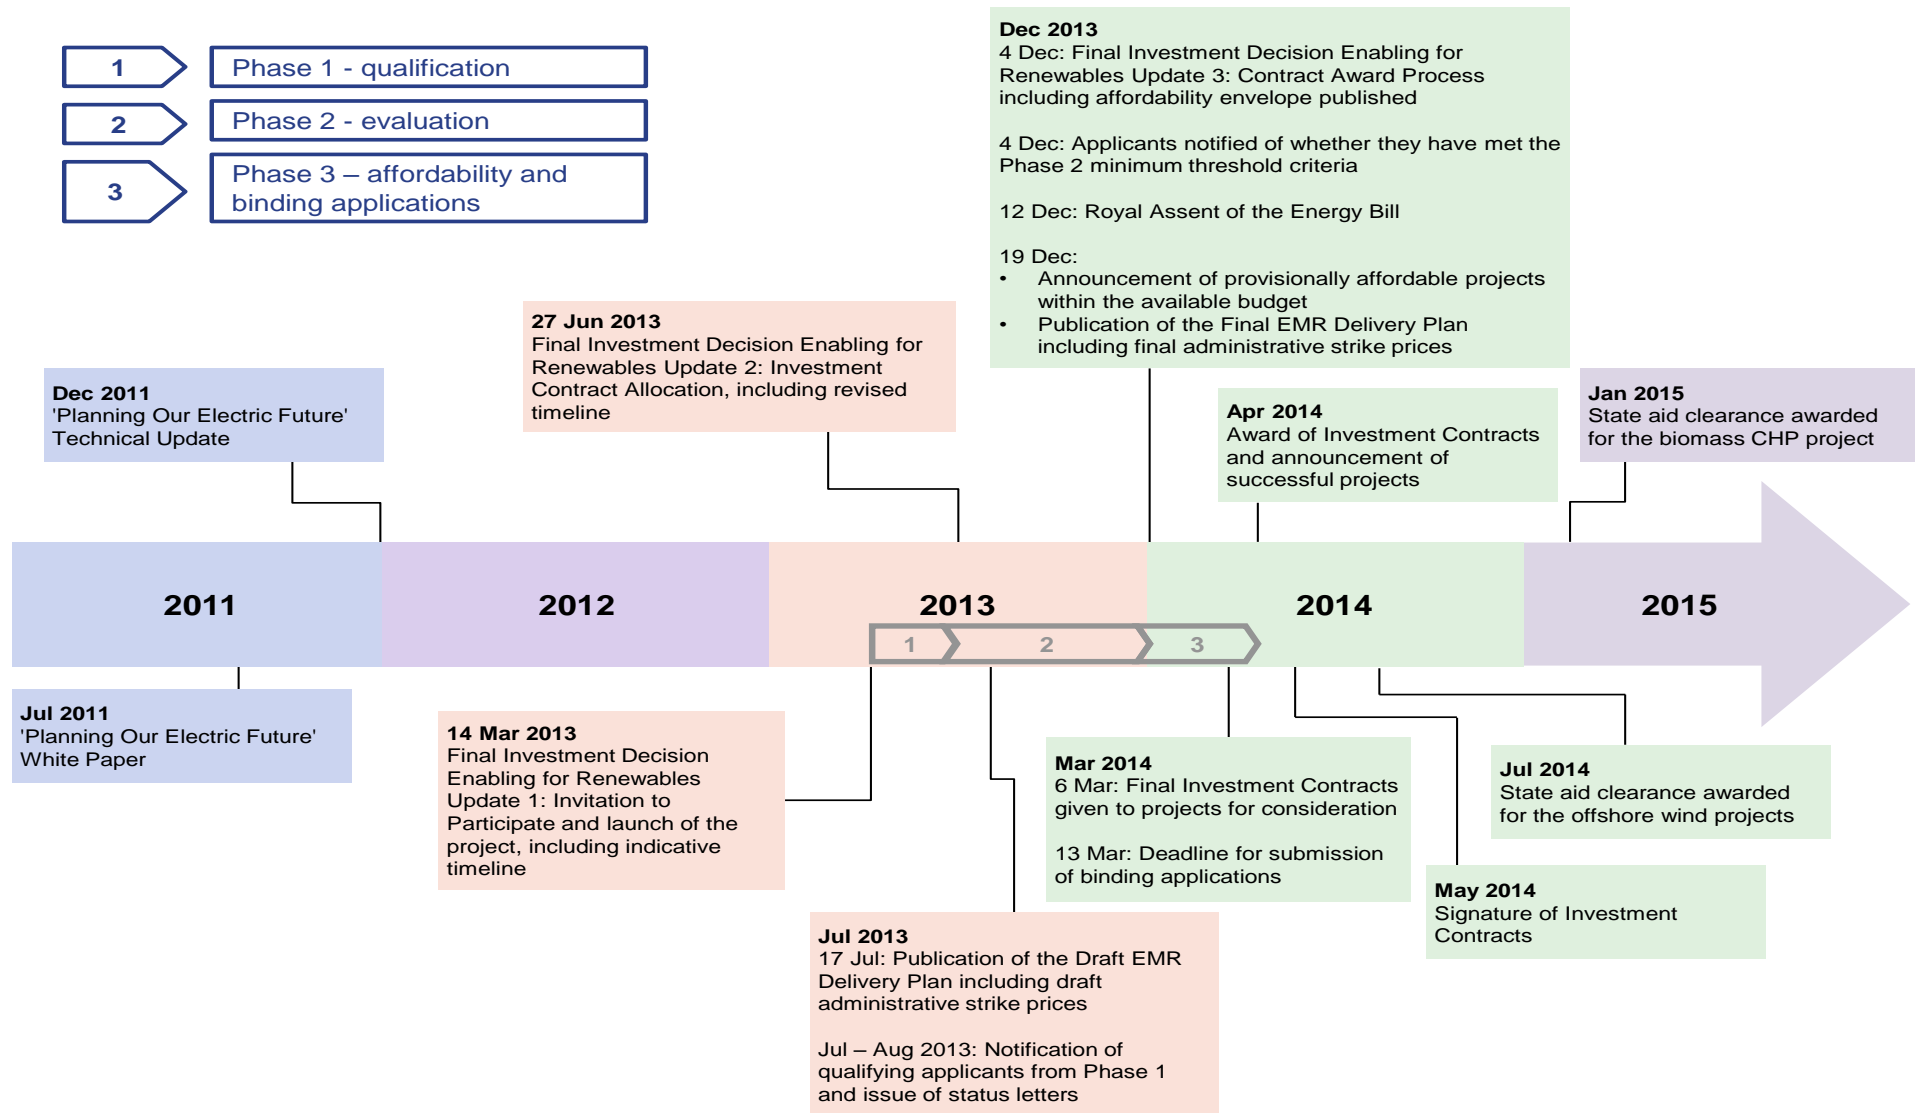 1
Phase 1 - qualification
2
Phase 2 - evaluation
3
Phase 3 – affordability and
binding applications
Dec 2013
4 Dec: Final Investment Decision Enabling for
Renewables Update 3: Contract Award Process
including affordability envelope published
4 Dec: Applicants notified of whether they have met the
Phase 2 minimum threshold criteria
12 Dec: Royal Assent of the Energy Bill
19 Dec:
• Announcement of provisionally affordable projects
within the available budget
• Publication of the Final EMR Delivery Plan
including final administrative strike prices
27 Jun 2013
Final Investment Decision Enabling for
Renewables Update 2: Investment
Contract Allocation, including revised
timeline
Dec 2011
'Planning Our Electric Future'
Technical Update
Apr 2014
Award of Investment Contracts
and announcement of
successful projects
Jan 2015
State aid clearance awarded
for the biomass CHP project
2011
2012
2013
2014
2015
1
2
3
Jul 2011
'Planning Our Electric Future'
White Paper
14 Mar 2013
Final Investment Decision
Enabling for Renewables
Update 1: Invitation to
Participate and launch of the
project, including indicative
timeline
Jul 2013
17 Jul: Publication of the Draft EMR
Delivery Plan including draft
administrative strike prices
Jul – Aug 2013: Notification of
qualifying applicants from Phase 1
and issue of status letters
Mar 2014
6 Mar: Final Investment Contracts
given to projects for consideration
13 Mar: Deadline for submission
of binding applications
May 2014
Signature of Investment
Contracts
Jul 2014
State aid clearance awarded
for the offshore wind projects